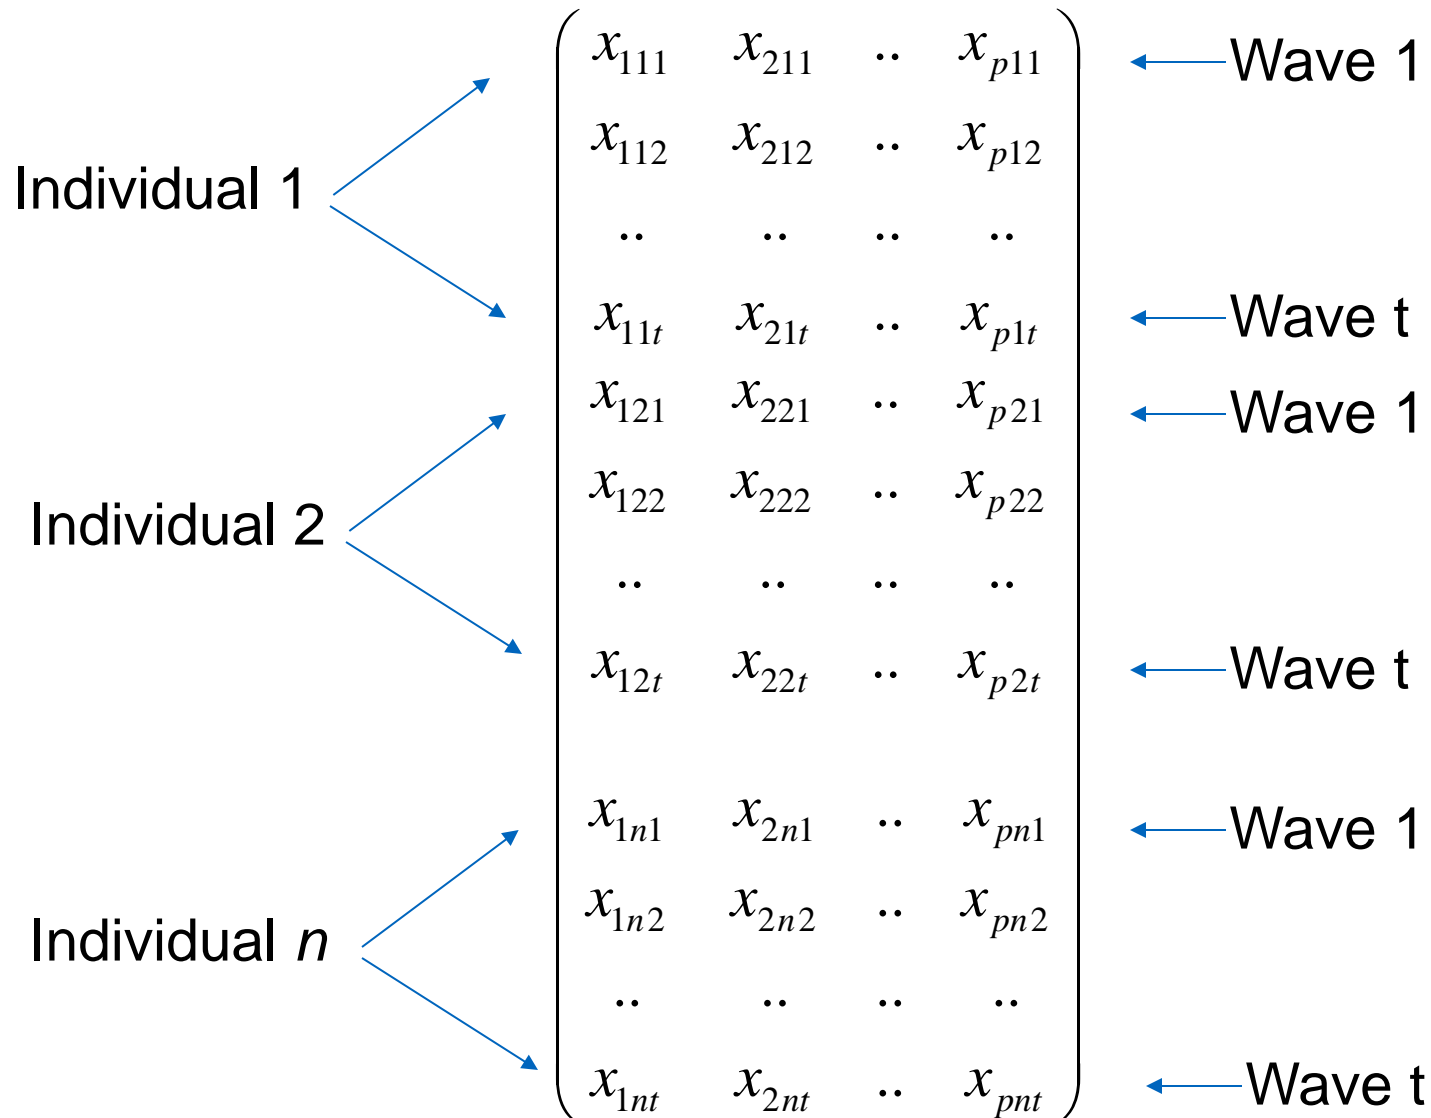 x111 x211 .. xp11 Wave 1
x112 x212 .. xp12
Individual 1
.. .. .. ..
x11t x21t .. xp1t Wave t
x121 x221 .. xp21 Wave 1
x122 x222 .. xp22
Individual 2
.. .. .. ..
x12t x22t .. xp2t Wave t
x1n1 x2n1 .. xpn1 Wave 1
x1n2 x2n2 .. xpn2
Individual n
.. .. .. ..
x1nt x2nt .. xpnt Wave t